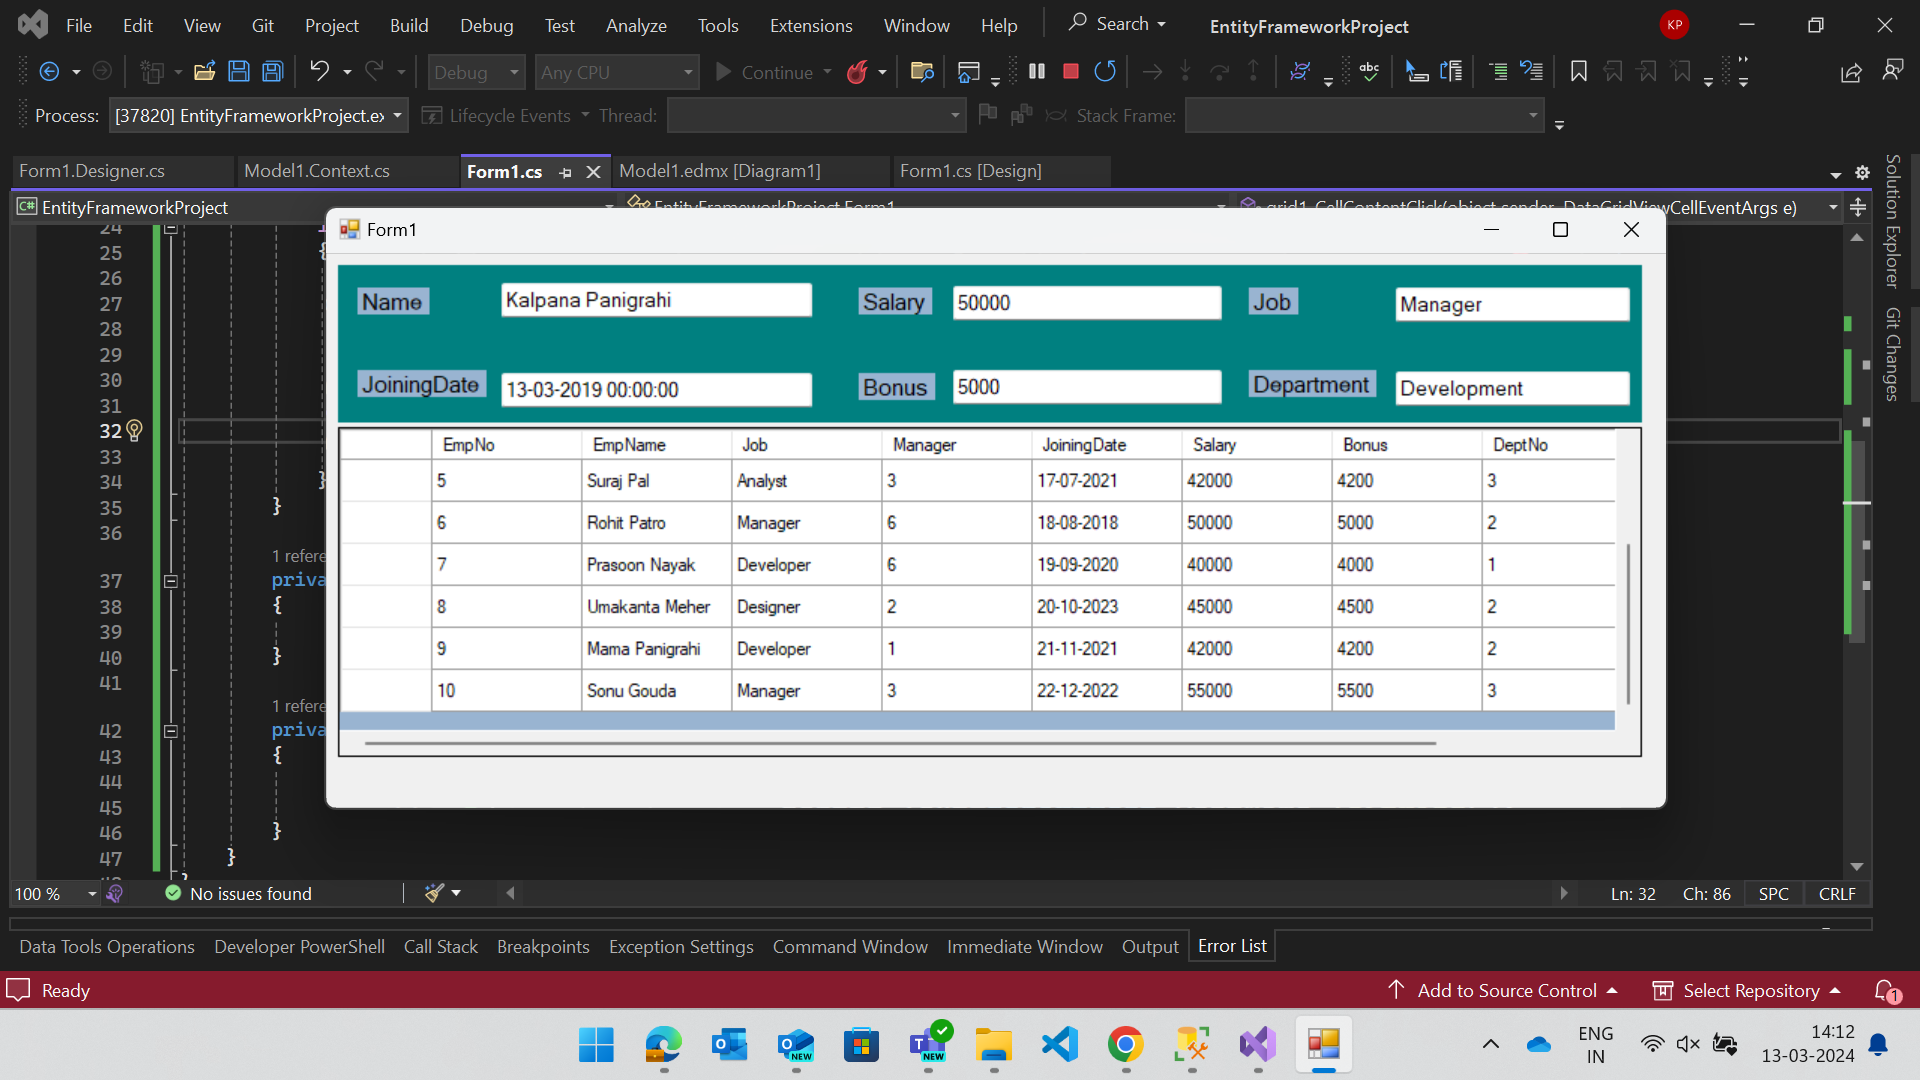 File Edit View Git Project Build Debug Test Analyze Tools Extensions Window Help Search EntityFrameworkProject KP
Debug Any CPU Continue abc
Process: [37820] EntityFrameworkProject.ex Lifecycle Events Thread: Stack Frame:
Form1.Designer.cs Model1.Context.cs Form1.cs Model1.edmx [Diagram1] Form1.cs [Design]
C# EntityFrameworkProject EntityFrameworkProject.Form1 grid1_CellContentClick(object sender, DataGridViewCellEventArgs e)
Solution Explorer
Git Changes
Form1
Name Kalpana Panigrahi Salary 50000 Job Manager
JoiningDate 13-03-2019 00:00:00 Bonus 5000 Department Development
EmpNo EmpName Job Manager JoiningDate Salary Bonus DeptNo
5 Suraj Pal Analyst 3 17-07-2021 42000 4200 3
6 Rohit Patro Manager 6 18-08-2018 50000 5000 2
7 Prasoon Nayak Developer 6 19-09-2020 40000 4000 1
8 Umakanta Meher Designer 2 20-10-2023 45000 4500 2
9 Mama Panigrahi Developer 1 21-11-2021 42000 4200 2
10 Sonu Gouda Manager 3 22-12-2022 55000 5500 3
24
25 {
26
27
28
29
30
31
32
33
34 }
35 }
36
1 refere
37 priva
38 {
39
40 }
41
1 refere
42 priva
43 {
44
45
46 }
47 }
100 % No issues found Ln: 32 Ch: 86 SPC CRLF
Data Tools Operations Developer PowerShell Call Stack Breakpoints Exception Settings Command Window Immediate Window Output Error List
Ready Add to Source Control Select Repository 1
NEW NEW ENG 14:12
IN 13-03-2024